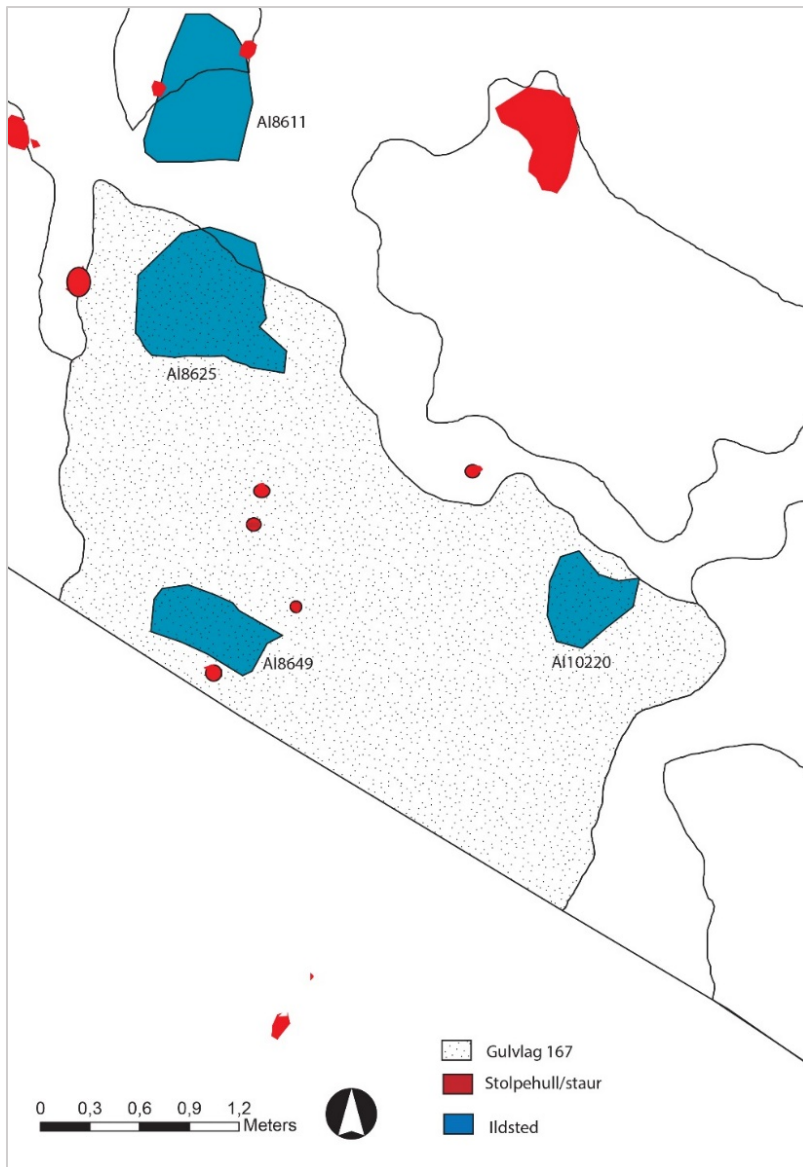 AI8611
AI8625
AI8649
AI10220
Gulvlag 167
Stolpehull/staur
Ildsted
0 0,3 0,6 0,9 1,2
Meters